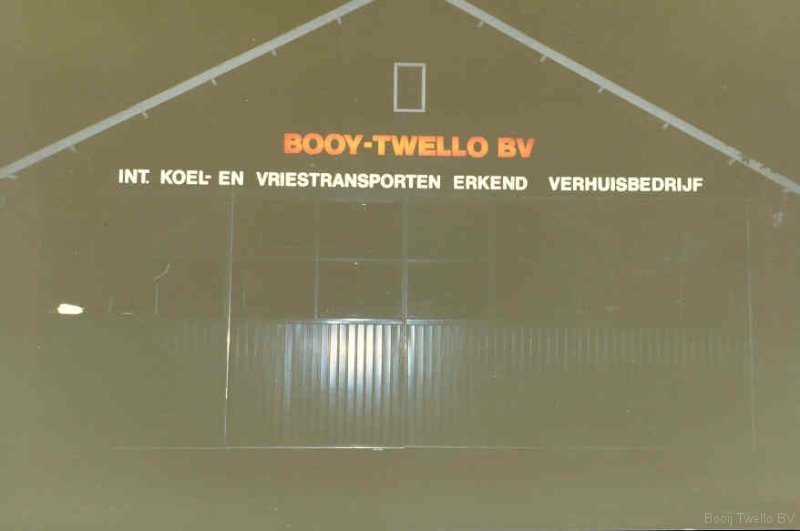 BOOY-TWELLO BV
INT. KOEL- EN VRIESTRANSPORTEN ERKEND VERHUISBEDRIJF
Booij Twello BV